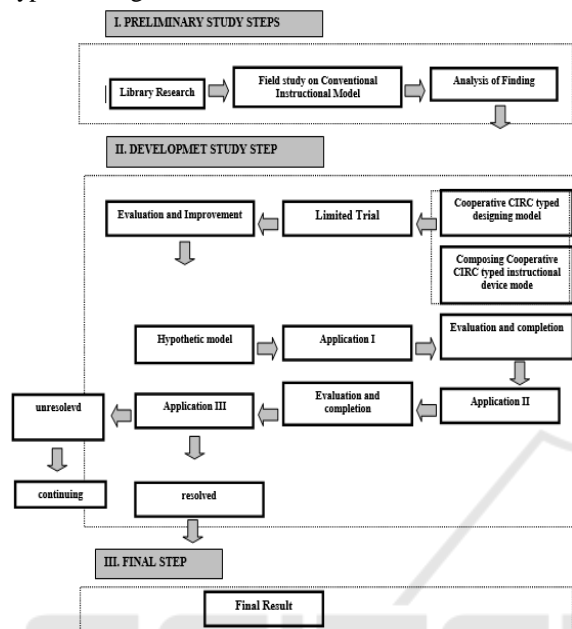 I. PRELIMINARY STUDY STEPS
Library Research
Field study on Conventional
Instructional Model
Analysis of Finding
II. DEVELOPMET STUDY STEP
Evaluation and Improvement
Limited Trial
Cooperative CIRC typed
designing model
Composing Cooperative
CIRC typed instructional
device mode
Hypothetic model
Application I
Evaluation and completion
unresolevd
Application III
Evaluation and
completion
Application II
continuing
resolved
III. FINAL STEP
Final Result